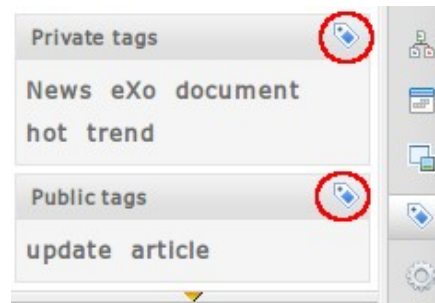 Private tags
News eXo document
hot trend
Public tags
update article